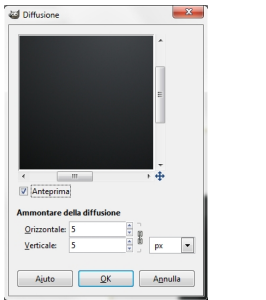 Diffusione
Anteprima
Ammontare della diffusione
Orizzontale: 5
Verticale: 5
px
Aiuto OK Annulla